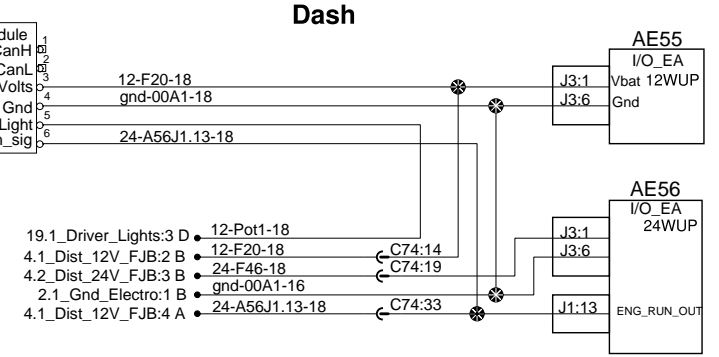 Dash
dule
CanH 1
CanL 2
Volts 3 12-F20-18
Gnd 4 gnd-00A1-18
Light 5
n_sig 6 24-A56J1.13-18
AE55
I/O_EA
J3:1 Vbat 12WUP
J3:6 Gnd
AE56
I/O_EA
24WUP
J3:1
J3:6
J1:13 ENG_RUN_OUT
19.1_Driver_Lights:3 D 12-Pot1-18
4.1_Dist_12V_FJB:2 B 12-F20-18 C74:14
4.2_Dist_24V_FJB:3 B 24-F46-18 C74:19
2.1_Gnd_Electro:1 B gnd-00A1-16
4.1_Dist_12V_FJB:4 A 24-A56J1.13-18 C74:33